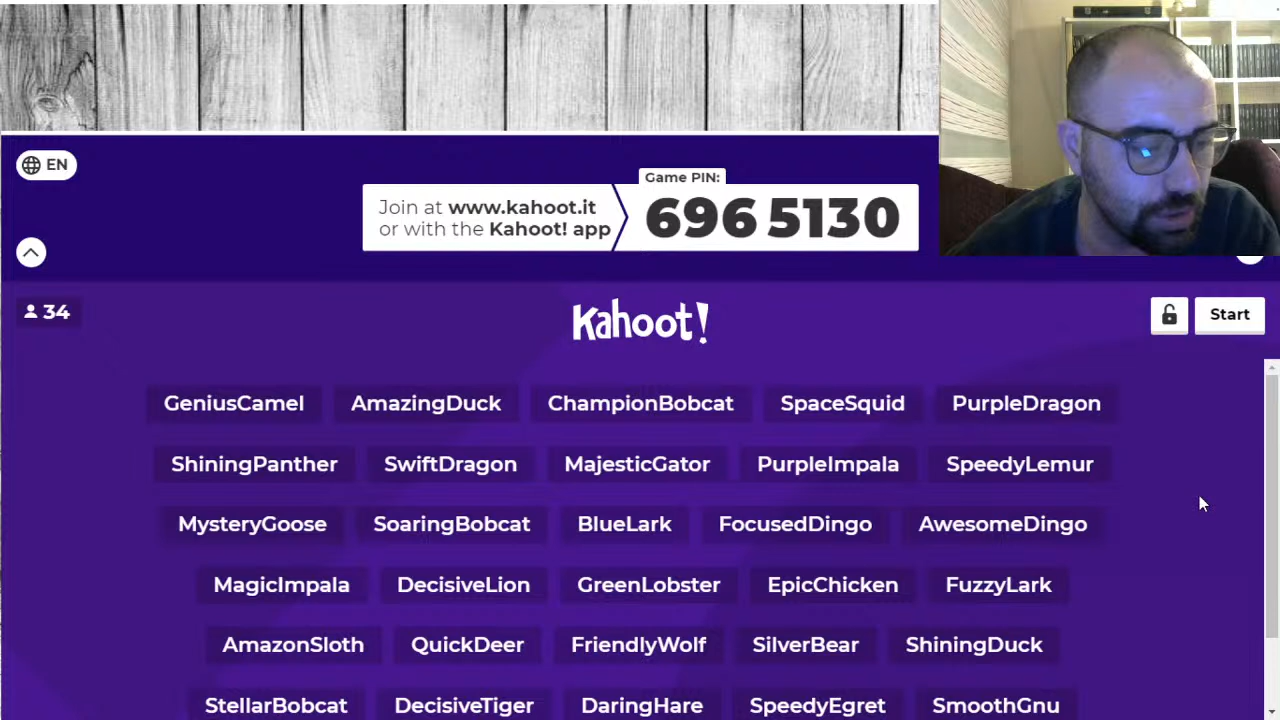 EN
Join at www.kahoot.it
or with the Kahoot! app
Game PIN:
696 5130
34
Kahoot!
Start
GeniusCamel AmazingDuck ChampionBobcat SpaceSquid PurpleDragon
ShiningPanther SwiftDragon MajesticGator PurpleImpala SpeedyLemur
MysteryGoose SoaringBobcat BlueLark FocusedDingo AwesomeDingo
MagicImpala DecisiveLion GreenLobster EpicChicken FuzzyLark
AmazonSloth QuickDeer FriendlyWolf SilverBear ShiningDuck
StellarBobcat DecisiveTiger DaringHare SpeedyEgret SmoothGnu